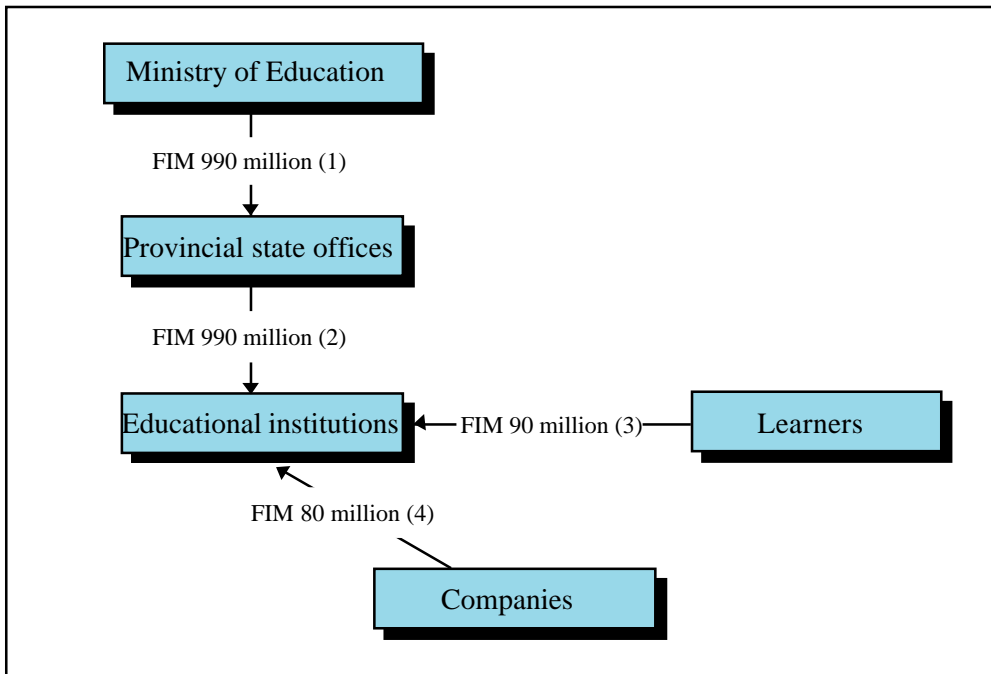 Ministry of Education
FIM 990 million (1)
Provincial state offices
FIM 990 million (2)
Educational institutions
FIM 90 million (3)
Learners
FIM 80 million (4)
Companies